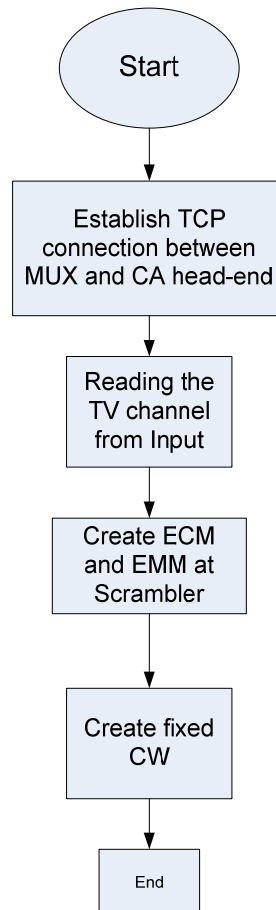 Start
Establish TCP
connection between
MUX and CA head-end
Reading the
TV channel
from Input
Create ECM
and EMM at
Scrambler
Create fixed
CW
End